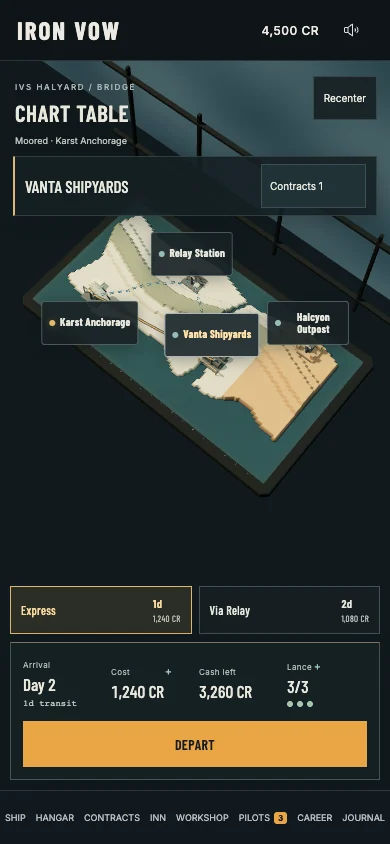 IRON VOW
4,500 CR
IVS HALYARD / BRIDGE
CHART TABLE
Moored · Karst Anchorage
Recenter
VANTA SHIPYARDS
Contracts 1
Relay Station
Karst Anchorage
Vanta Shipyards
Halcyon
Outpost
Express
1d
1,240 CR
Via Relay
2d
1,080 CR
Arrival
Day 2
1d transit
Cost +
1,240 CR
Cash left
3,260 CR
Lance +
3/3
DEPART
SHIP HANGAR CONTRACTS INN WORKSHOP PILOTS 3 CAREER JOURNAL